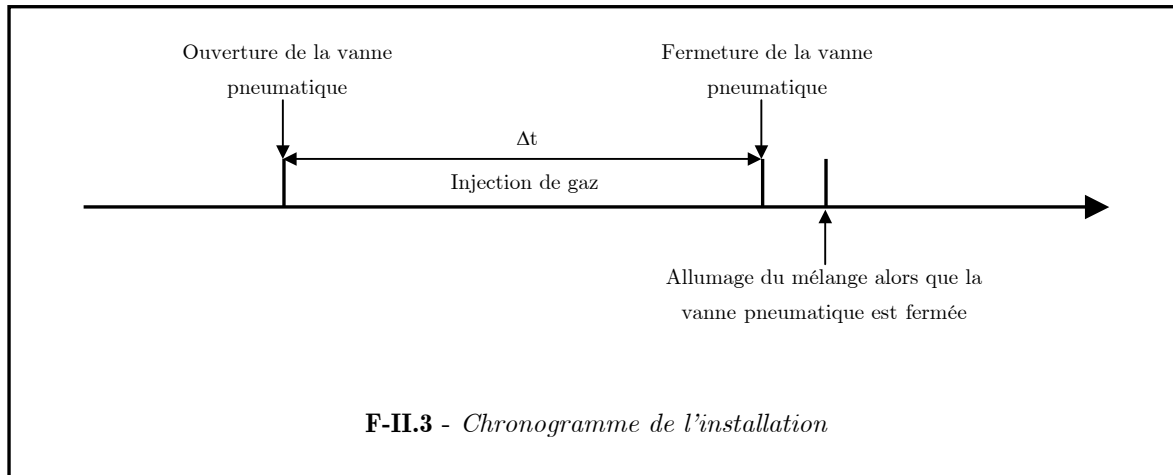 Ouverture de la vanne
pneumatique
Fermeture de la vanne
pneumatique
Δt
Injection de gaz
Allumage du mélange alors que la
vanne pneumatique est fermée
F-II.3 - Chronogramme de l'installation